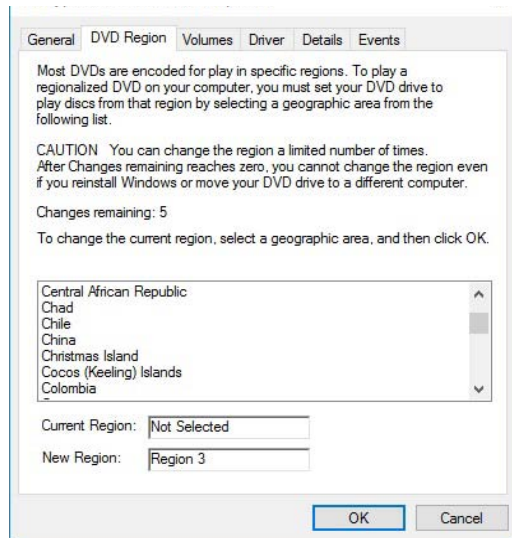 General DVD Region Volumes Driver Details Events
Most DVDs are encoded for play in specific regions. To play a
regionalized DVD on your computer, you must set your DVD drive to
play discs from that region by selecting a geographic area from the
following list.
CAUTION You can change the region a limited number of times.
After Changes remaining reaches zero, you cannot change the region even
if you reinstall Windows or move your DVD drive to a different computer.
Changes remaining: 5
To change the current region, select a geographic area, and then click OK.
Central African Republic
Chad
Chile
China
Christmas Island
Cocos (Keeling) Islands
Colombia
Current Region: Not Selected
New Region: Region 3
OK Cancel